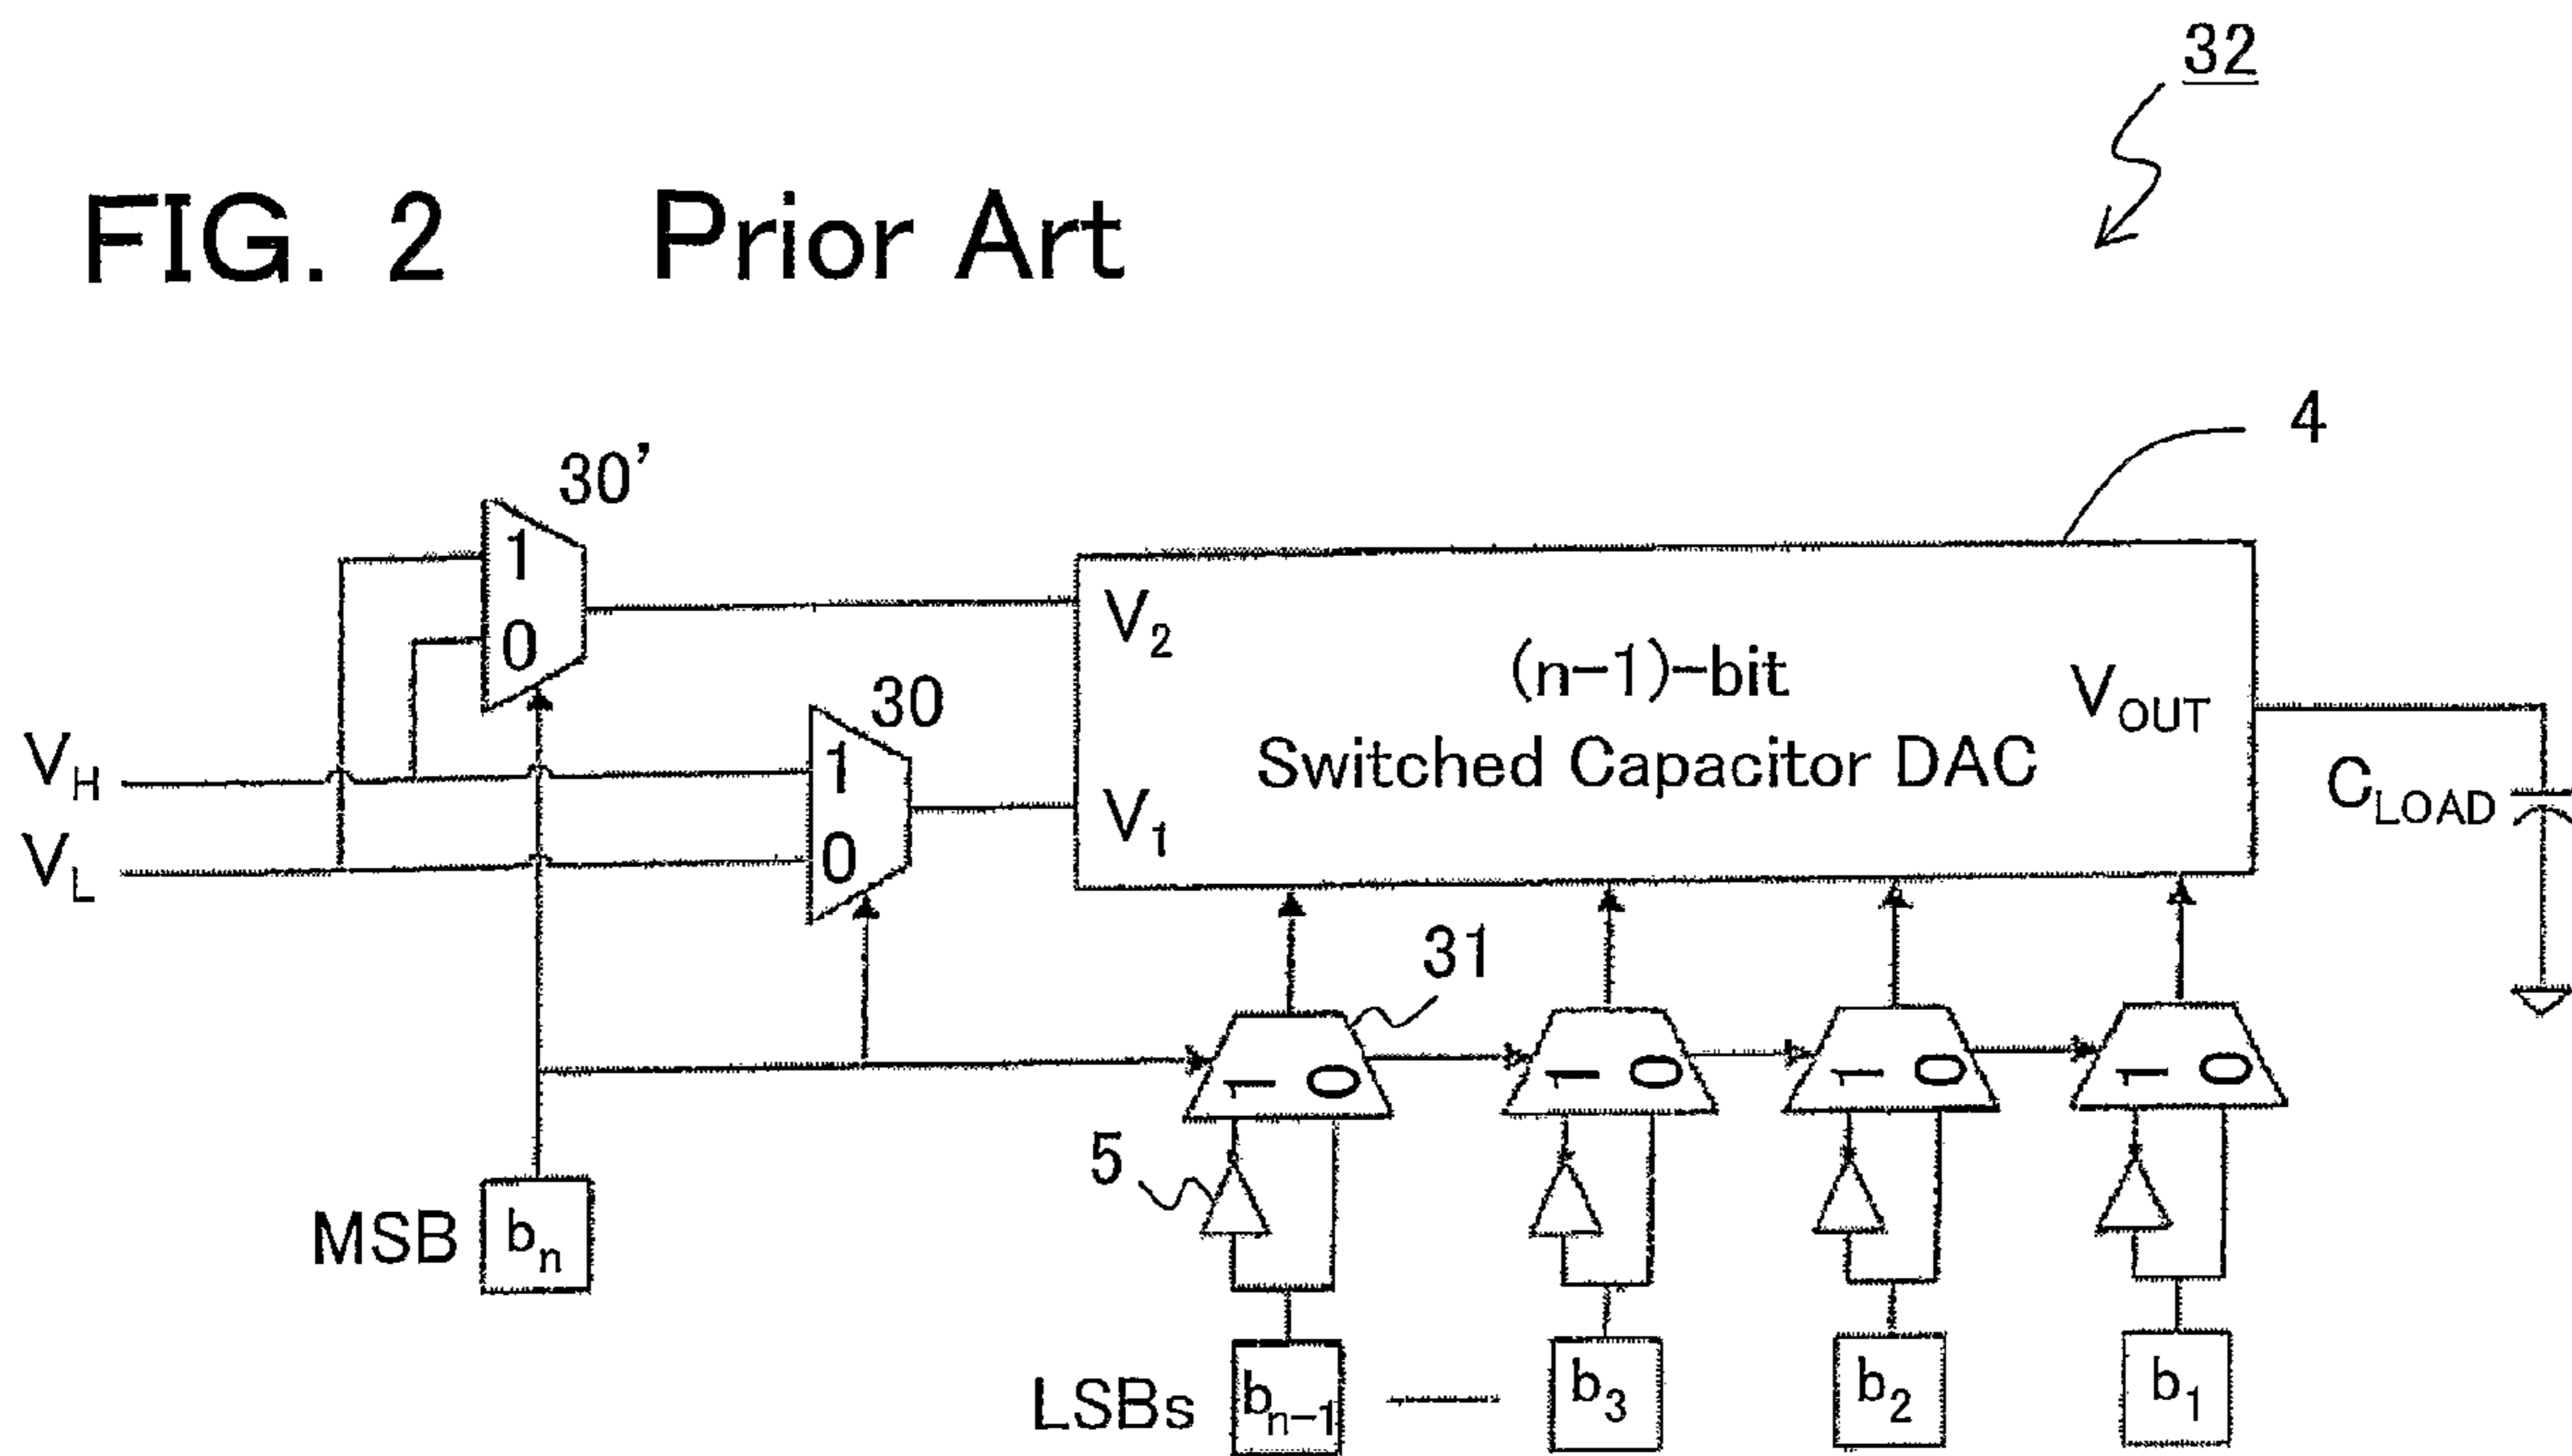 32
FIG. 2 Prior Art
4
30'
1
0
V2
(n-1)-bit
30
VOUT
VH
1
Switched Capacitor DAC
CLOAD
V1
VL
0
31
1 0 1 0 1 0 1 0
5
MSB bn
LSBs bn-1 b3 b2 b1